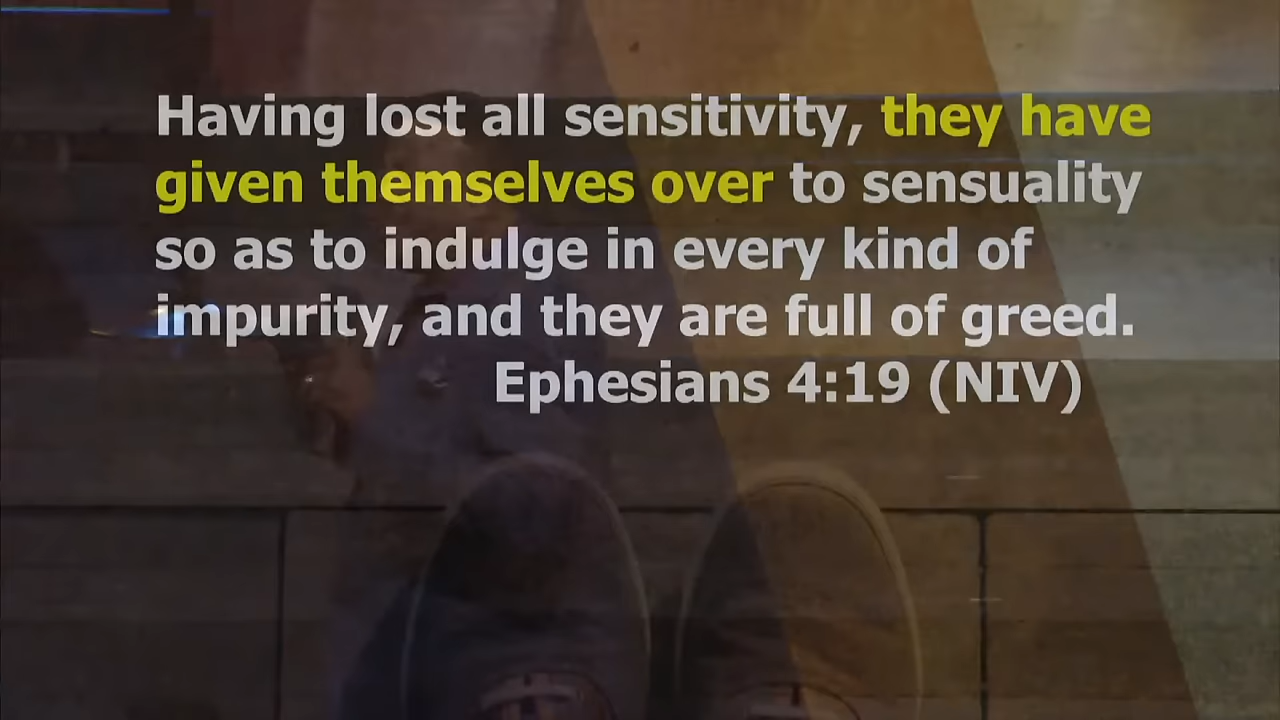 Having lost all sensitivity, they have
given themselves over to sensuality
so as to indulge in every kind of
impurity, and they are full of greed.
Ephesians 4:19 (NIV)